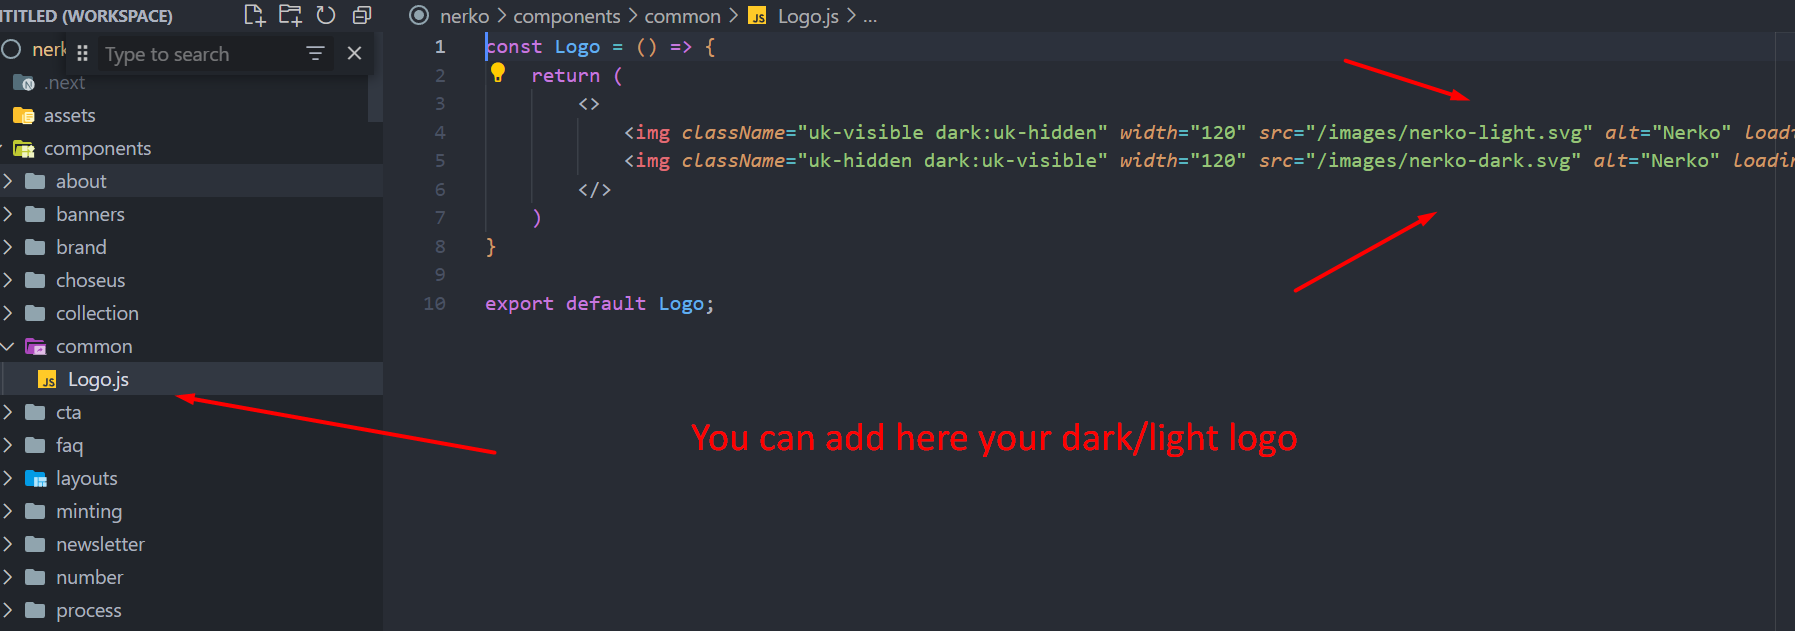 NTITLED (WORKSPACE)
nerk
Type to search
.next
assets
components
about
banners
brand
choseus
collection
common
JS Logo.js
cta
faq
layouts
minting
newsletter
number
process
nerko > components > common > JS Logo.js > ...
1 const Logo = () => {
2 return (
3 <>
4 <img className="uk-visible dark:uk-hidden" width="120" src="/images/nerko-light.svg" alt="Nerko" loadi
5 <img className="uk-hidden dark:uk-visible" width="120" src="/images/nerko-dark.svg" alt="Nerko" loadin
6 </>
7 )
8 }
9
10 export default Logo;
You can add here your dark/light logo